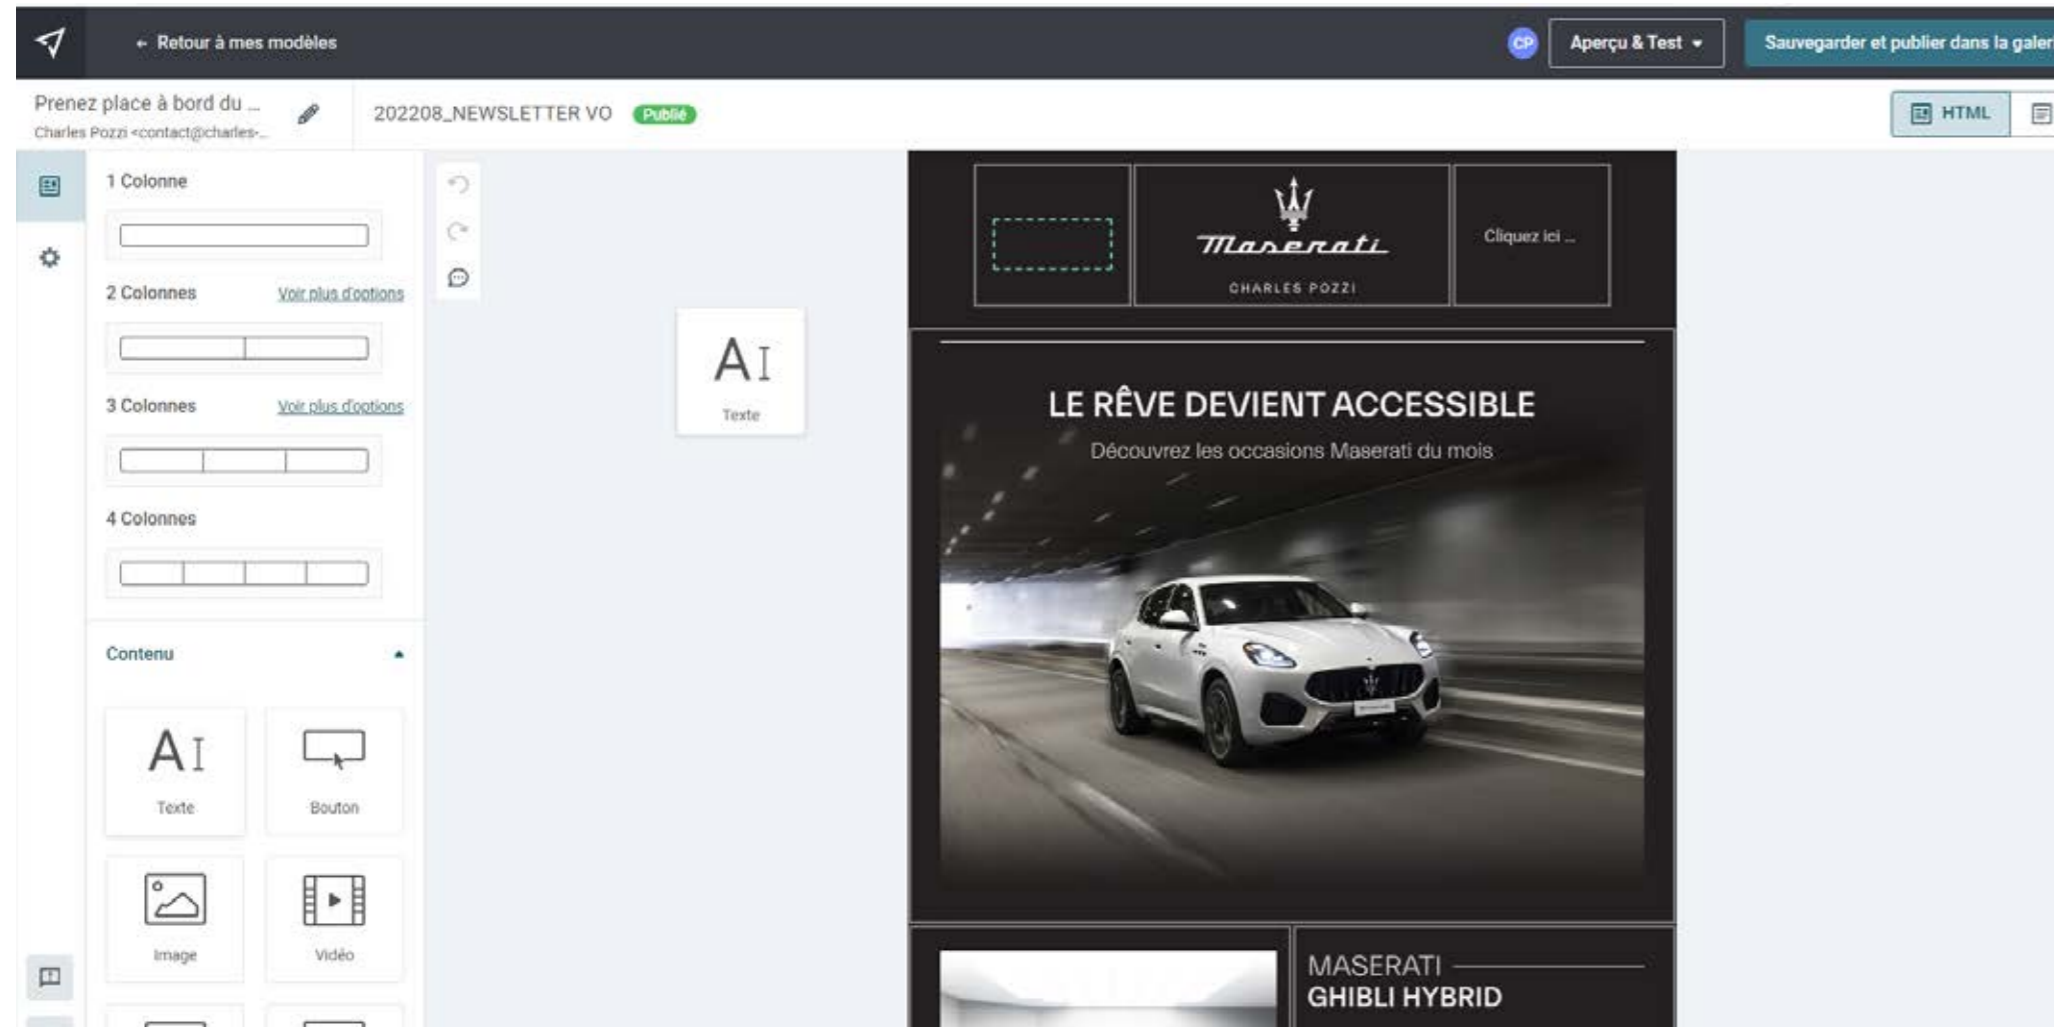 ← Retour à mes modèles
CP
Aperçu & Test
Sauvegarder et publier dans la galer
Prenez place à bord du ...
Charles Pozzi <contact@charles-...
202208_NEWSLETTER VO
Publié
HTML
1 Colonne
2 Colonnes
Voir plus d'options
3 Colonnes
Voir plus d'options
4 Colonnes
Contenu
Texte
Bouton
Image
Vidéo
AI
Texte
Maserati
CHARLES POZZI
Cliquez ici ...
LE RÊVE DEVIENT ACCESSIBLE
Découvrez les occasions Maserati du mois
MASERATI
GHIBLI HYBRID